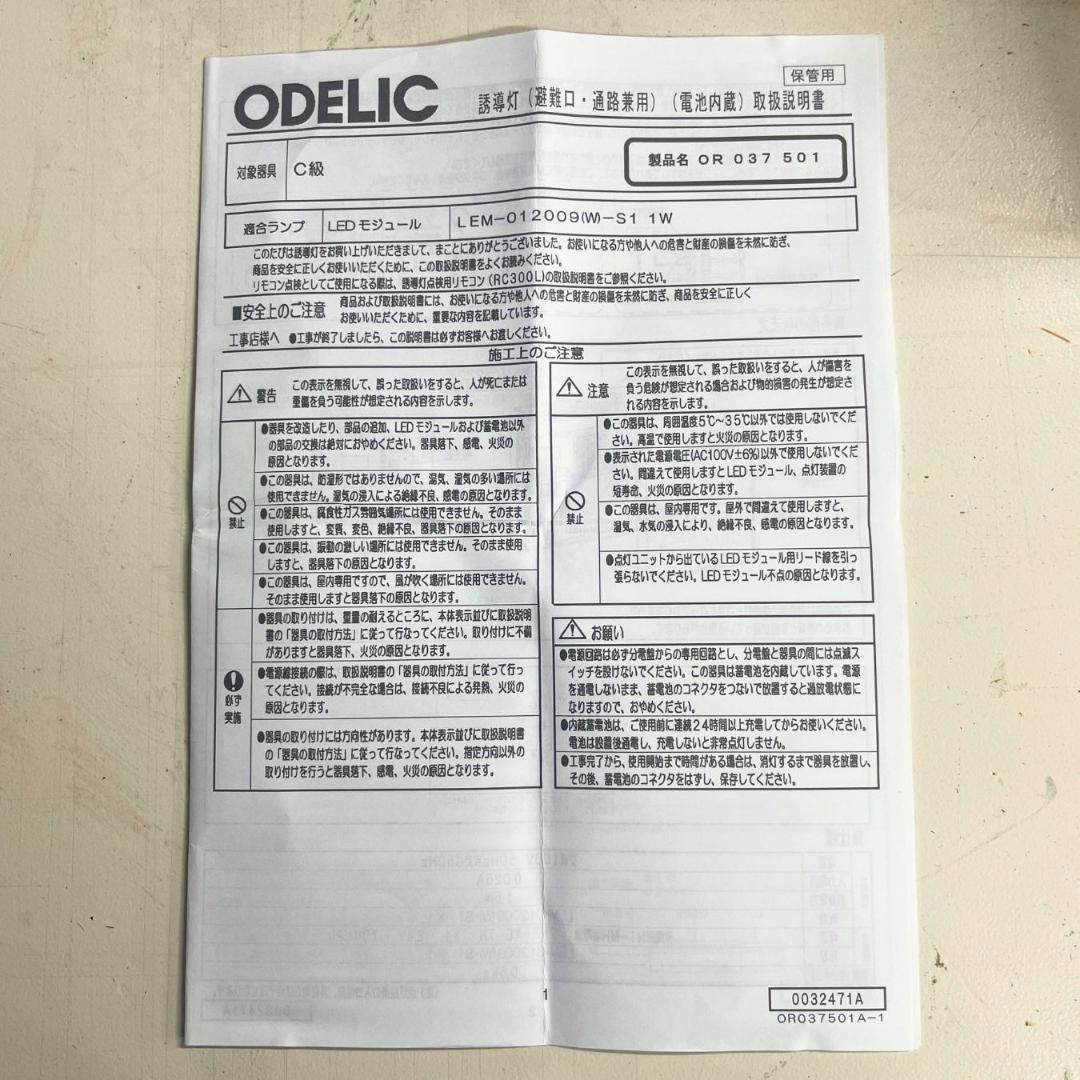 保管用
ODELIC
誘導灯(避難口・通路兼用)(電池内蔵)取扱説明書
対象器具 C級
製品名 OR 037 501
適合ランプ LEDモジュール LEM-012009(W)-S1 1W
このたびは誘導灯をお買い上げいただきまして、まことにありがとうございました。お使いになる方や他人への危害と財産の損傷を未然に防ぎ、
商品を安全に正しくお使いいただくために、この取扱説明書をよくお読みください。
リモコン点検としてご使用になる際は、誘導灯点検用リモコン(RC300L)の取扱説明書をご参照ください。
■安全上のご注意
商品および取扱説明書には、お使いになる方や他人への危害と財産の損傷を未然に防ぎ、商品を安全に正しく
お使いいただくために、重要な内容を記載しています。
工事店様へ ●工事が終了しましたら、この説明書は必ずお客様へお渡しください。
施工上のご注意
警告
この表示を無視して、誤った取扱いをすると、人が死亡または
重傷を負う可能性が想定される内容を示します。
禁止
●器具を改造したり、部品の追加、LEDモジュールおよび蓄電池以外
の部品の交換は絶対におやめください。器具落下、感電、火災の
原因となります。
●この器具は、防湿形ではありませんので、湿気、湿気の多い場所には
使用できません。湿気の浸入による絶縁不良、感電の原因となります。
●この器具は、腐食性ガス雰囲気場所には使用できません。そのまま
使用しますと、変質、変色、絶縁不良、器具落下の原因となります。
●この器具は、振動の激しい場所には使用できません。そのまま使用
しますと、器具落下の原因となります。
●この器具は、屋内専用ですので、風が吹く場所には使用できません。
そのまま使用しますと器具落下の原因となります。
必ず
実施
●器具の取り付けは、重量の耐えるところに、本体表示並びに取扱説明
書の「器具の取付方法」に従って行なってください。取り付けに不備
がありますと器具落下、火災の原因となります。
●電源線接続の際は、取扱説明書の「器具の取付方法」に従って行っ
てください。接続が不完全な場合は、接続不良による発熱、火災の
原因となります。
●器具の取り付けには方向性があります。本体表示並びに取扱説明書
の「器具の取付方法」に従って行なってください。指定方向以外の
取り付けを行うと器具落下、感電、火災の原因となります。
注意
この表示を無視して、誤った取扱いをすると、人が傷害を
負う危険が想定される場合および物的損害の発生が想定さ
れる内容を示します。
禁止
●この器具は、周囲温度5℃~35℃以外では使用しないでくだ
さい。高温で使用しますと火災の原因となります。
●表示された電源電圧(AC100V±6%)以外で使用しないでくだ
さい。間違えて使用しますとLEDモジュール、点灯装置の
短寿命、火災の原因となります。
●この器具は、屋内専用です。屋外で間違えて使用しますと、
湿気、水気の浸入により、絶縁不良、感電の原因となります。
●点灯ユニットから出ているLEDモジュール用リード線を引っ
張らないでください。LEDモジュール不点の原因となります。
お願い
●電源回路は必ず分電盤からの専用回路とし、分電盤と器具の間には点滅ス
イッチを設けないでください。この器具は蓄電池を内蔵しています。電源
を通電しないまま、蓄電池のコネクタをつないで放置すると過放電状態に
なりますので、おやめください。
●内蔵蓄電池は、ご使用前に連続24時間以上充電してからお使いください。
電池は設置後通電し、充電しないと非常点灯しません。
●工事完了から、使用開始まで時間がある場合は、消灯するまで器具を放置し、
その後、蓄電池のコネクタをはずし、保存してください。
1
0032471A
OR037501A-1